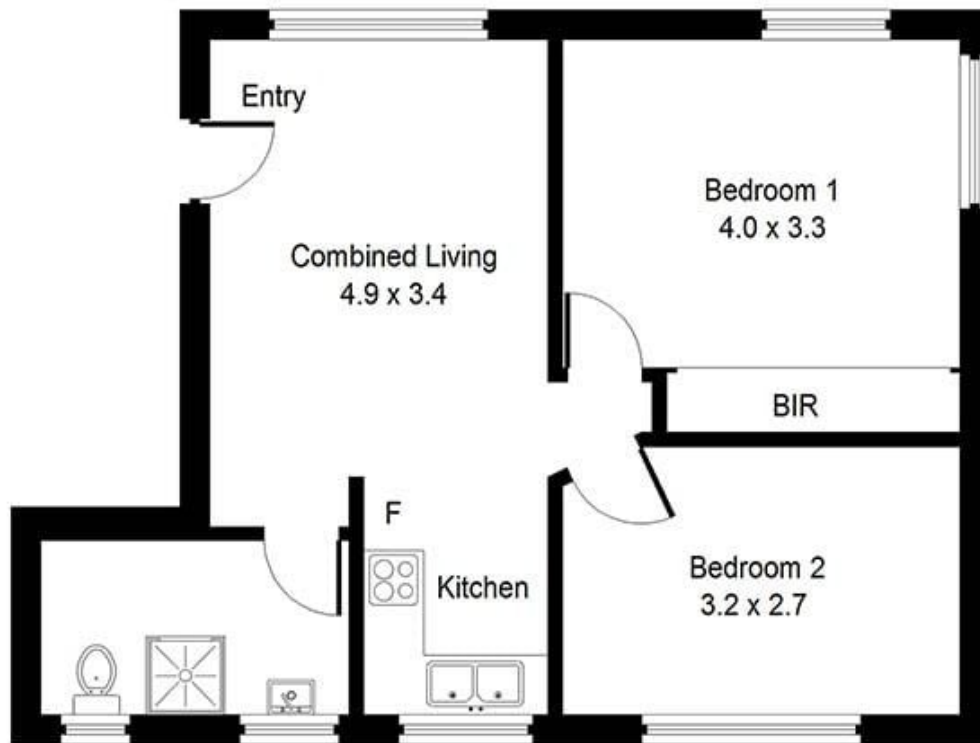 Entry
Combined Living
4.9 x 3.4
Bedroom 1
4.0 x 3.3
BIR
F
Kitchen
Bedroom 2
3.2 x 2.7